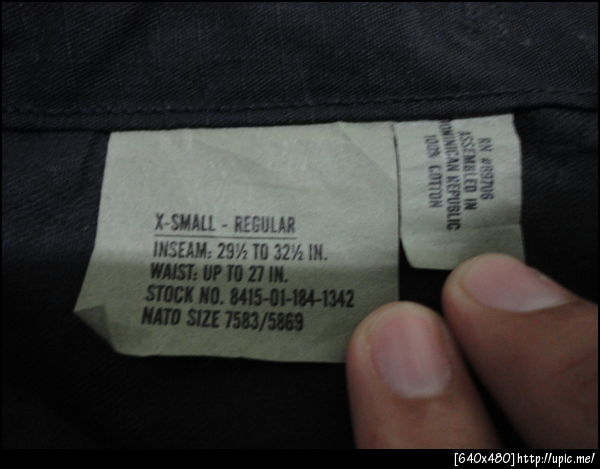 X-SMALL - REGULAR
INSEAM: 29½ TO 32½ IN.
WAIST: UP TO 27 IN.
STOCK NO. 8415-01-184-1342
NATO SIZE 7583/5869
RN #89706
ASSEMBLED IN
DOMINICAN REPUBLIC
100% COTTON
[640x480]http://upic.me/